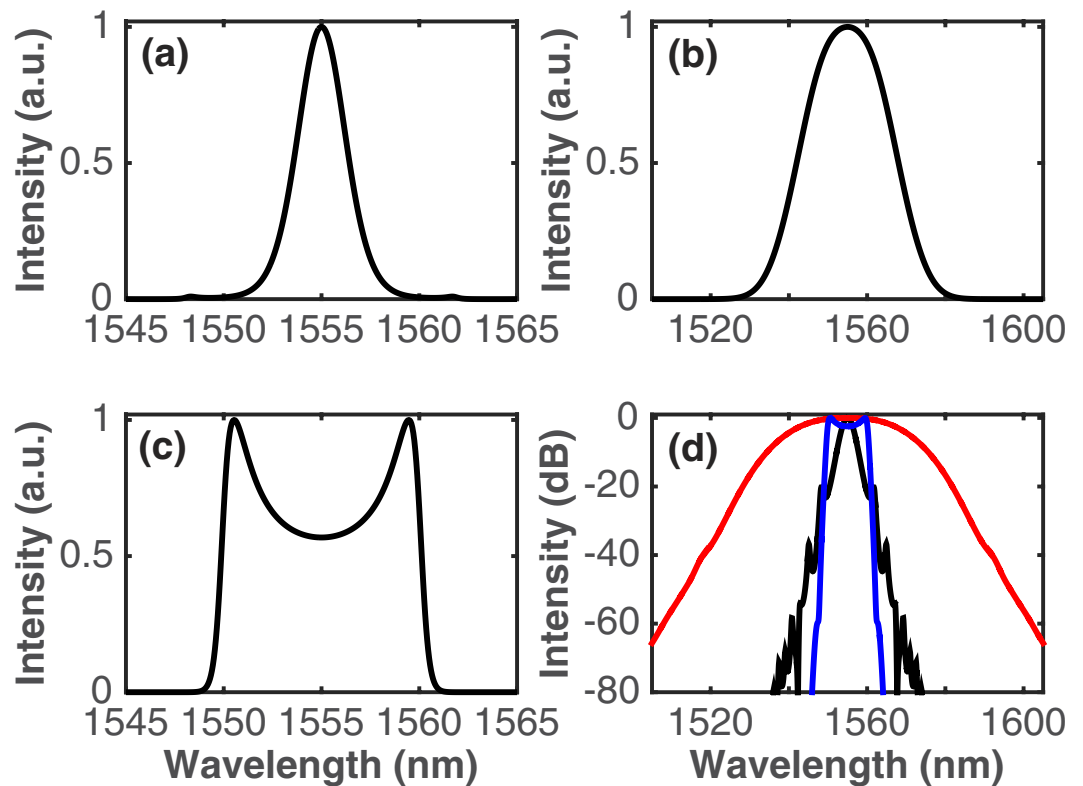 (a)
Intensity (a.u.)
1
0.5
0
1545 1550 1555 1560 1565
(b)
Intensity (a.u.)
1
0.5
0
1520 1560 1600
(c)
Intensity (a.u.)
1
0.5
0
1545 1550 1555 1560 1565
Wavelength (nm)
(d)
Intensity (dB)
0
-20
-40
-60
-80
1520 1560 1600
Wavelength (nm)